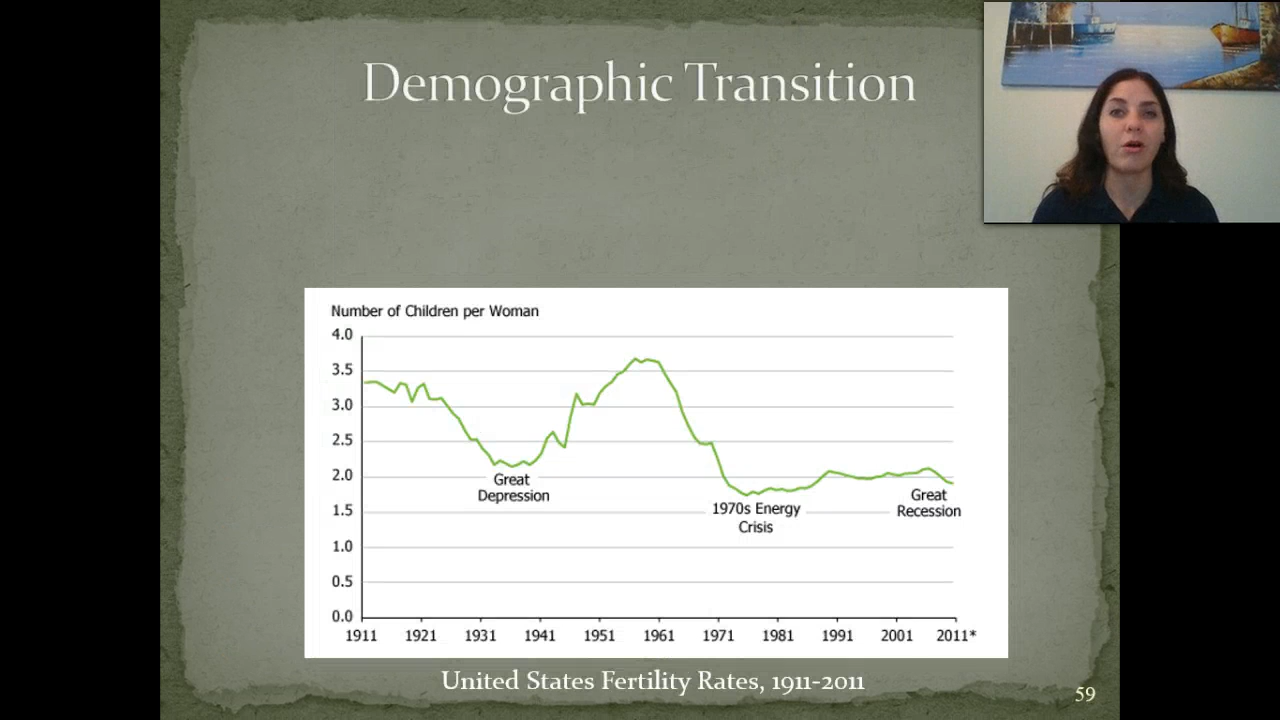 Demographic Transition
Number of Children per Woman
4.0
3.5
3.0
2.5
2.0
1.5
1.0
0.5
0.0
Great
Depression
1970s Energy
Crisis
Great
Recession
1911 1921 1931 1941 1951 1961 1971 1981 1991 2001 2011*
United States Fertility Rates, 1911-2011
59